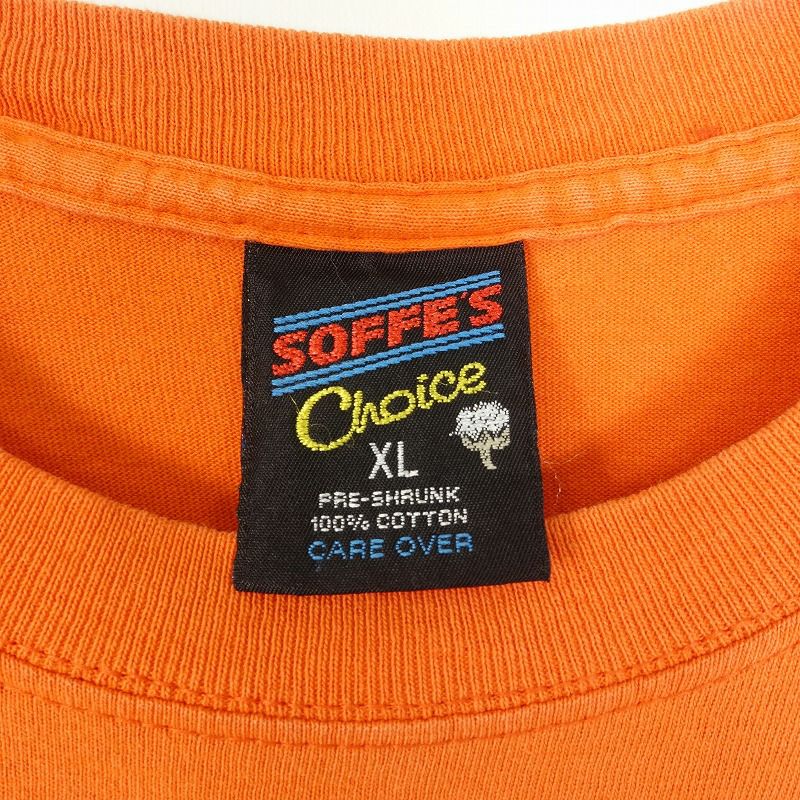 SOFFE'S
Choice
XL
PRE-SHRUNK
100% COTTON
CARE OVER